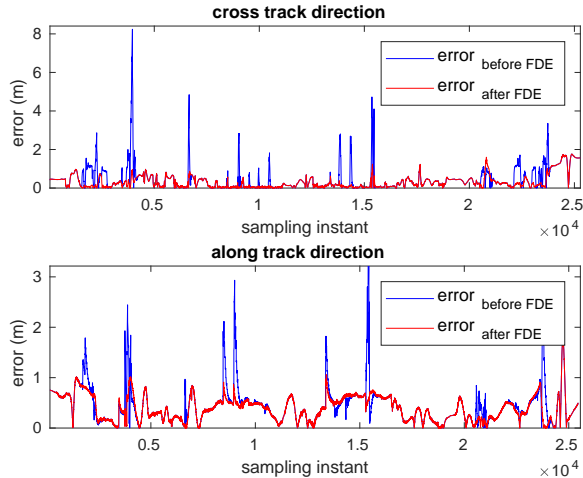 cross track direction
error (m)
8
6
4
2
0
error before FDE
error after FDE
0.5 1 1.5 2 2.5
sampling instant
×10^4
along track direction
error (m)
3
2
1
0
error before FDE
error after FDE
0.5 1 1.5 2 2.5
sampling instant
×10^4